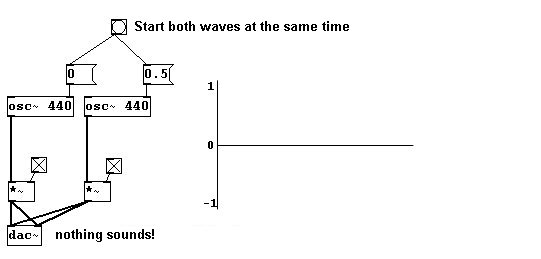 Start both waves at the same time
0
0.5
osc~ 440
osc~ 440
1
0
-1
*~
*~
dac~
nothing sounds!